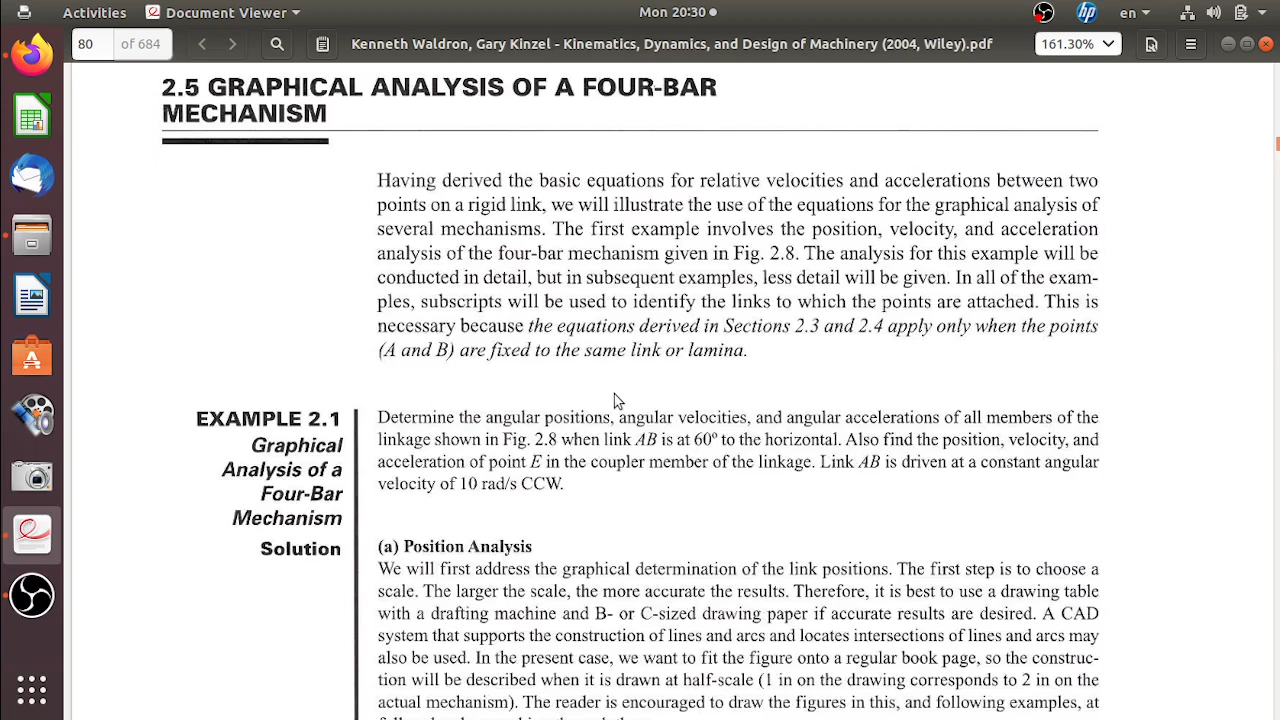 Activities Document Viewer Mon 20:30 en
80 of 684 Kenneth Waldron, Gary Kinzel - Kinematics, Dynamics, and Design of Machinery (2004, Wiley).pdf 161.30%
2.5 GRAPHICAL ANALYSIS OF A FOUR-BAR
MECHANISM
Having derived the basic equations for relative velocities and accelerations between two
points on a rigid link, we will illustrate the use of the equations for the graphical analysis of
several mechanisms. The first example involves the position, velocity, and acceleration
analysis of the four-bar mechanism given in Fig. 2.8. The analysis for this example will be
conducted in detail, but in subsequent examples, less detail will be given. In all of the exam-
ples, subscripts will be used to identify the links to which the points are attached. This is
necessary because the equations derived in Sections 2.3 and 2.4 apply only when the points
(A and B) are fixed to the same link or lamina.
EXAMPLE 2.1
Graphical
Analysis of a
Four-Bar
Mechanism
Determine the angular positions, angular velocities, and angular accelerations of all members of the
linkage shown in Fig. 2.8 when link AB is at 60º to the horizontal. Also find the position, velocity, and
acceleration of point E in the coupler member of the linkage. Link AB is driven at a constant angular
velocity of 10 rad/s CCW.
Solution
(a) Position Analysis
We will first address the graphical determination of the link positions. The first step is to choose a
scale. The larger the scale, the more accurate the results. Therefore, it is best to use a drawing table
with a drafting machine and B- or C-sized drawing paper if accurate results are desired. A CAD
system that supports the construction of lines and arcs and locates intersections of lines and arcs may
also be used. In the present case, we want to fit the figure onto a regular book page, so the construc-
tion will be described when it is drawn at half-scale (1 in on the drawing corresponds to 2 in on the
actual mechanism). The reader is encouraged to draw the figures in this, and following examples, at